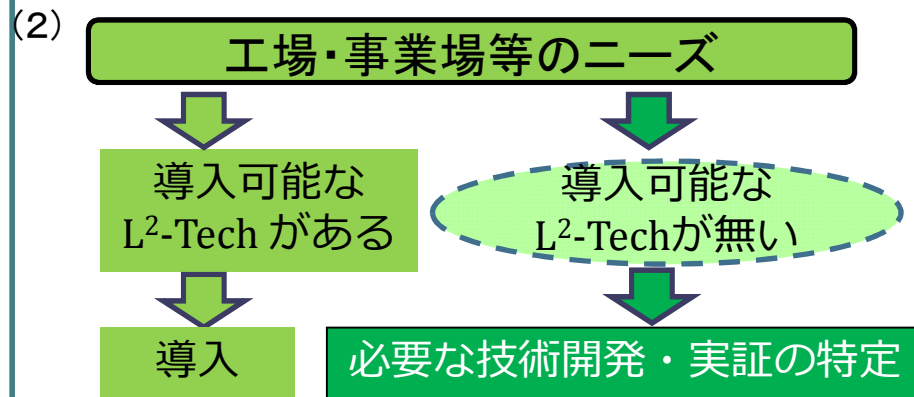 (2)
工場・事業場等のニーズ
導入可能な
L²-Tech がある
導入可能な
L²-Techが無い
導入
必要な技術開発・実証の特定